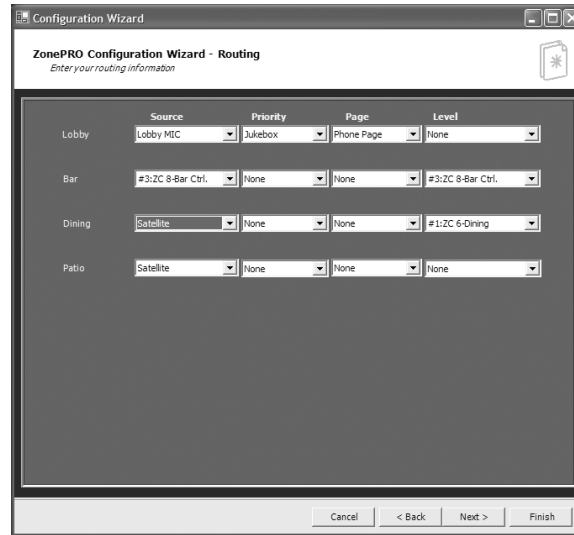 Configuration Wizard
ZonePRO Configuration Wizard - Routing
Enter your routing information
Source Priority Page Level
Lobby Lobby MIC Jukebox Phone Page None
Bar #3:ZC 8-Bar Ctrl. None None #3:ZC 8-Bar Ctrl.
Dining Satellite None None #1:ZC 6-Dining
Patio Satellite None None None
Cancel < Back Next > Finish